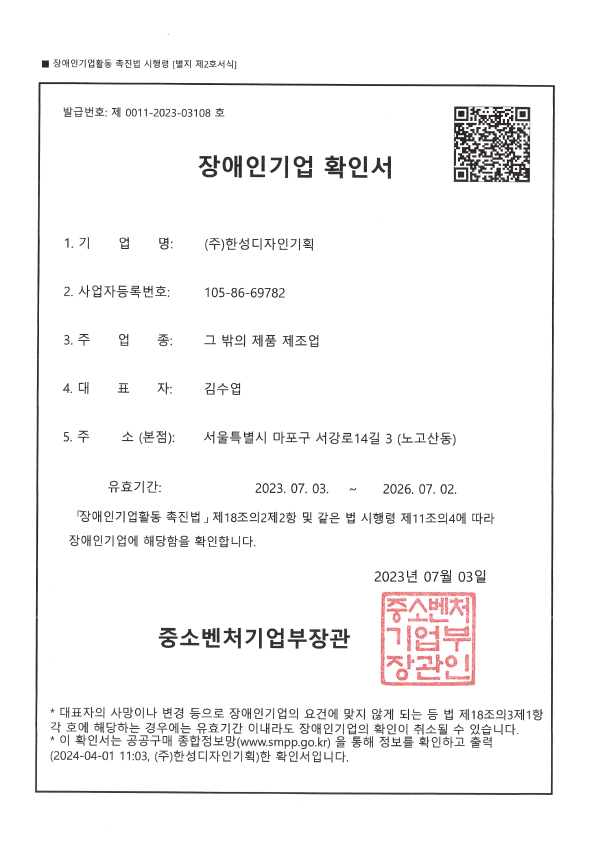 ■ 장애인기업활동 촉진법 시행령 [별지 제2호서식]
발급번호: 제 0011-2023-03108 호
장애인기업 확인서
1. 기 업 명: (주)한성디자인기획
2. 사업자등록번호: 105-86-69782
3. 주 업 종: 그 밖의 제품 제조업
4. 대 표 자: 김수엽
5. 주 소 (본점): 서울특별시 마포구 서강로14길 3 (노고산동)
유효기간: 2023. 07. 03. ~ 2026. 07. 02.
「장애인기업활동 촉진법」제18조의2제2항 및 같은 법 시행령 제11조의4에 따라
장애인기업에 해당함을 확인합니다.
2023년 07월 03일
중소벤처기업부장관
중소벤처
기업부
장관인
* 대표자의 사망이나 변경 등으로 장애인기업의 요건에 맞지 않게 되는 등 법 제18조의3제1항
각 호에 해당하는 경우에는 유효기간 이내라도 장애인기업의 확인이 취소될 수 있습니다.
* 이 확인서는 공공구매 종합정보망(www.smpp.go.kr) 을 통해 정보를 확인하고 출력
(2024-04-01 11:03, (주)한성디자인기획)한 확인서입니다.